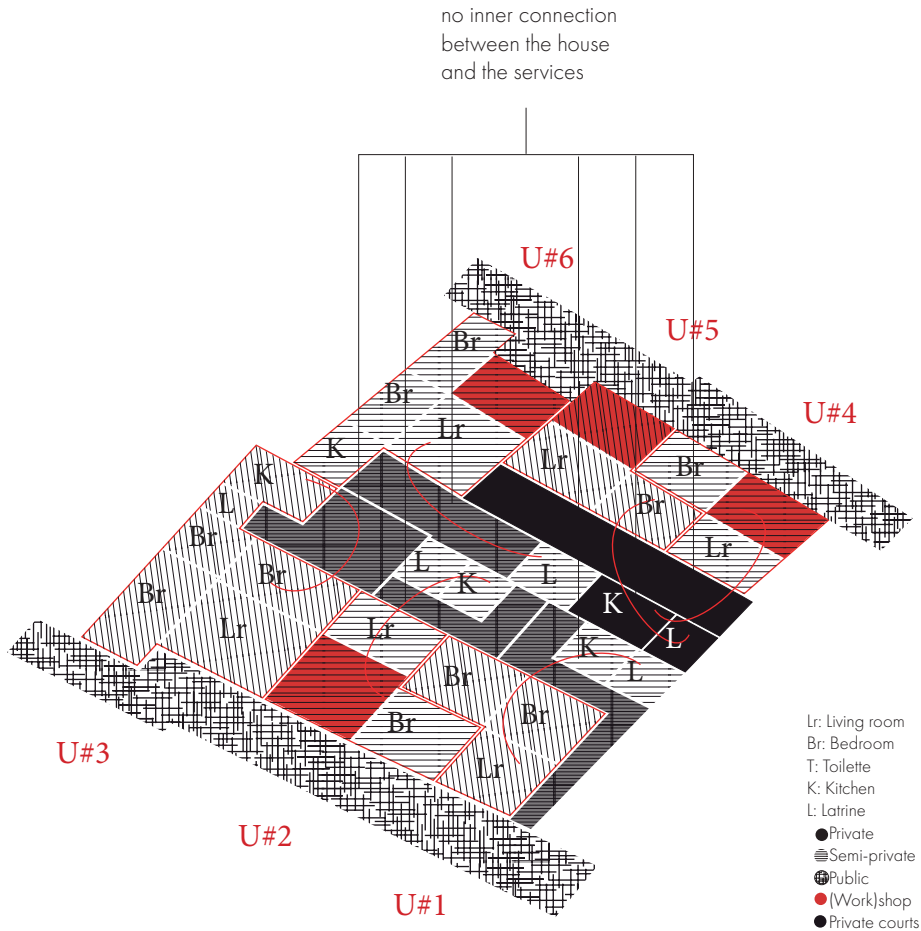 no inner connection
between the house
and the services
U#6
U#5
U#4
Br
Br
Lr
K
Lr
Br
Br
Lr
K
L
Br
Br
Br
Lr
L
K
L
K
L
K
L
Lr
Br
Br
Br
Lr
U#3
U#2
U#1
Lr: Living room
Br: Bedroom
T: Toilette
K: Kitchen
L: Latrine
Private
Semi-private
Public
(Work)shop
Private courts